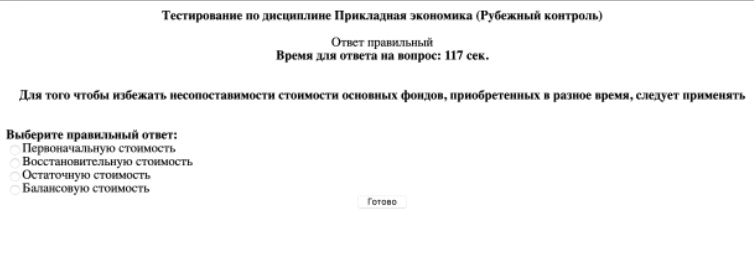 Тестирование по дисциплине Прикладная экономика (Рубежный контроль)
Ответ правильный
Время для ответа на вопрос: 117 сек.
Для того чтобы избежать несопоставимости стоимости основных фондов, приобретенных в разное время, следует применять
Выберите правильный ответ:
Первоначальную стоимость
Восстановительную стоимость
Остаточную стоимость
Балансовую стоимость
Готово